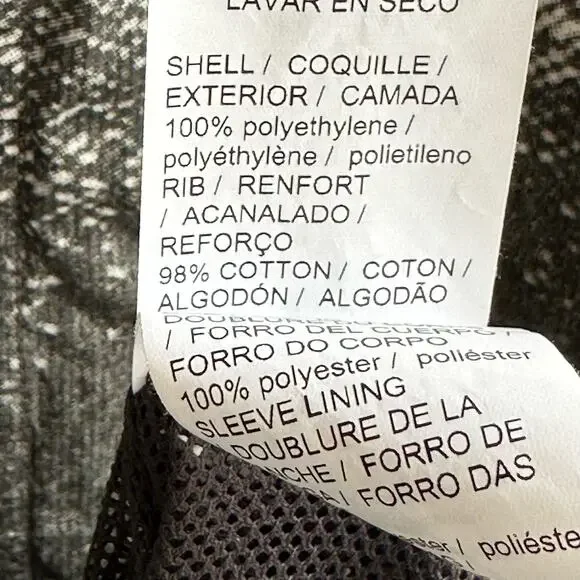 LAVAR EN SECO
SHELL / COQUILLE /
EXTERIOR / CAMADA
100% polyethylene /
polyéthylène / polietileno
RIB / RENFORT
/ ACANALADO /
REFORÇO
98% COTTON / COTON /
ALGODÓN / ALGODÃO
/ FORRO DEL CUERPO /
FORRO DO CORPO
100% polyester / poliéster
SLEEVE LINING
DOUBLURE DE LA
/ FORRO DE
/ FORRO DAS
/ poliéste